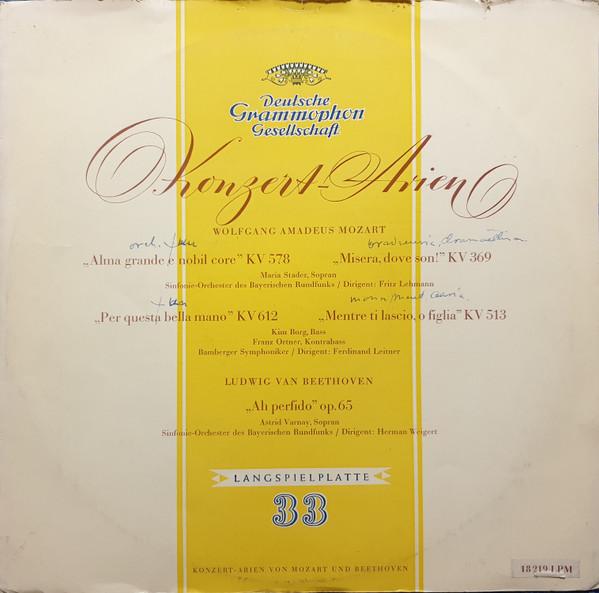 Deutsche
Grammophon
Gesellschaft
Konzert-Arien
WOLFGANG AMADEUS MOZART
orch.
„Alma grande e nobil core” KV 578 „Misera, dove son!” KV 369
Maria Stader, Sopran
Sinfonie-Orchester des Bayerischen Rundfunks / Dirigent: Fritz Lehmann
„Per questa bella mano” KV 612 „Mentre ti lascio, o figlia” KV 513
Kim Borg, Bass
Franz Ortner, Kontrabass
Bamberger Symphoniker / Dirigent: Ferdinand Leitner
LUDWIG VAN BEETHOVEN
„Ah perfido” op. 65
Astrid Varnay, Sopran
Sinfonie-Orchester des Bayerischen Rundfunks / Dirigent: Herman Weigert
LANGSPIELPLATTE
33
KONZERT-ARIEN VON MOZART UND BEETHOVEN
18219 LPM